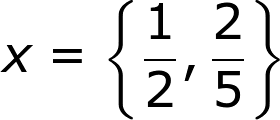 x = { 1/2 , 2/5 }